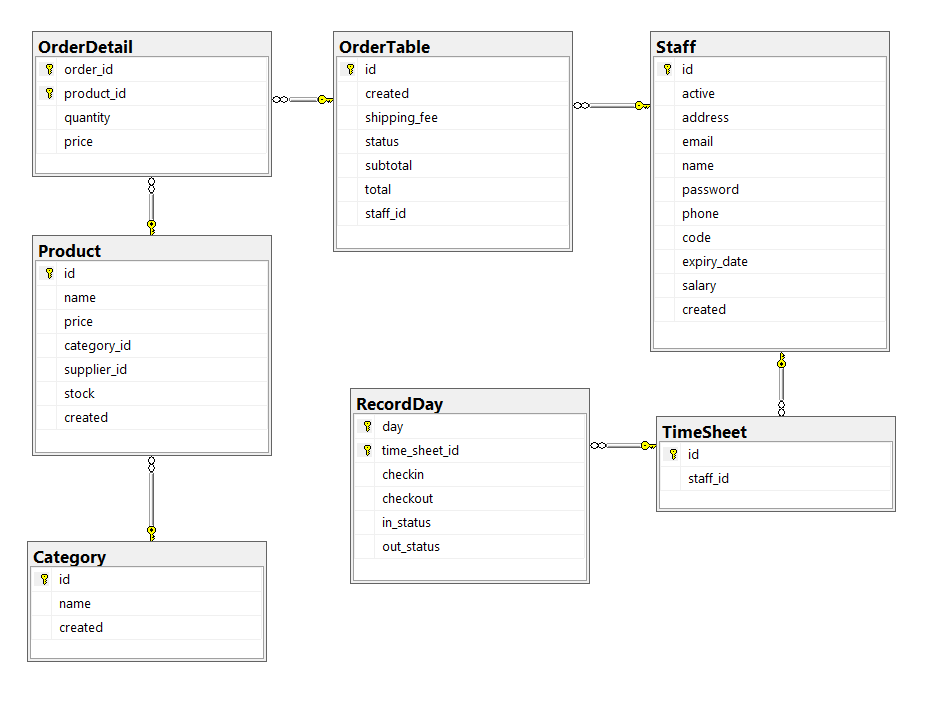 OrderDetail
order_id
product_id
quantity
price
OrderTable
id
created
shipping_fee
status
subtotal
total
staff_id
Staff
id
active
address
email
name
password
phone
code
expiry_date
salary
created
Product
id
name
price
category_id
supplier_id
stock
created
RecordDay
day
time_sheet_id
checkin
checkout
in_status
out_status
TimeSheet
id
staff_id
Category
id
name
created